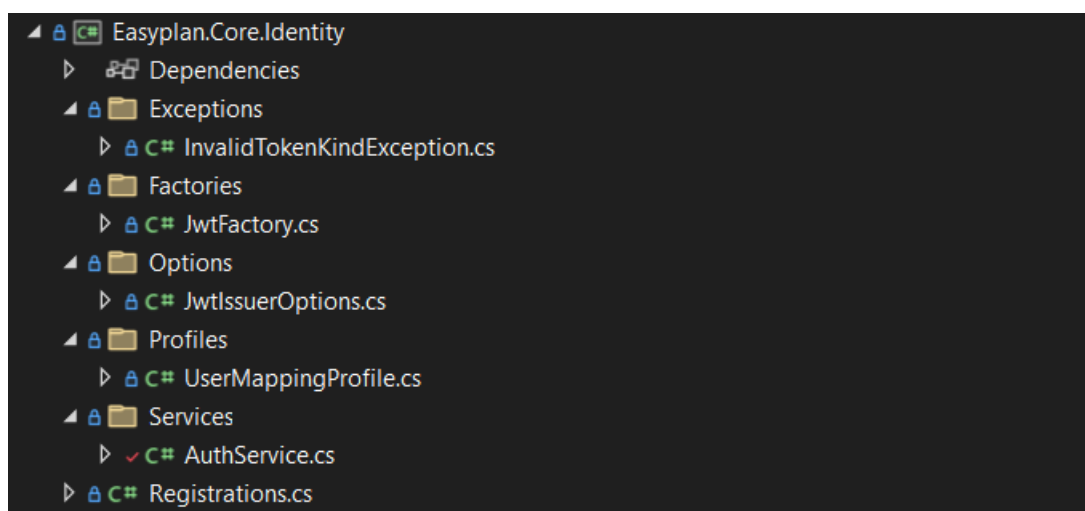 C# Easyplan.Core.Identity
Dependencies
Exceptions
C# InvalidTokenKindException.cs
Factories
C# JwtFactory.cs
Options
C# JwtIssuerOptions.cs
Profiles
C# UserMappingProfile.cs
Services
C# AuthService.cs
C# Registrations.cs